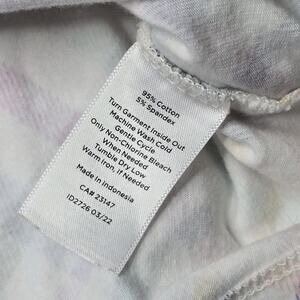 95% Cotton
5% Spandex
Turn Garment Inside Out
Machine Wash Cold
Gentle Cycle
Only Non-Chlorine Bleach
When Needed
Tumble Dry Low
Warm Iron, if Needed
Made in Indonesia
CA# 23147
ID2726 03/22